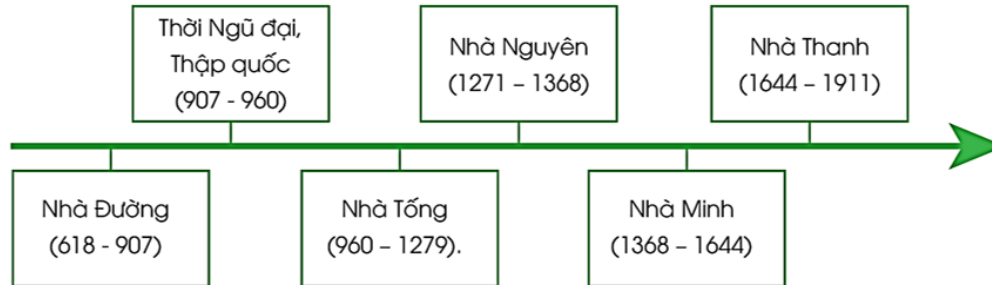 Thời Ngũ đại,
Thập quốc
(907 - 960)
Nhà Nguyên
(1271 – 1368)
Nhà Thanh
(1644 – 1911)
Nhà Đường
(618 - 907)
Nhà Tống
(960 – 1279).
Nhà Minh
(1368 – 1644)